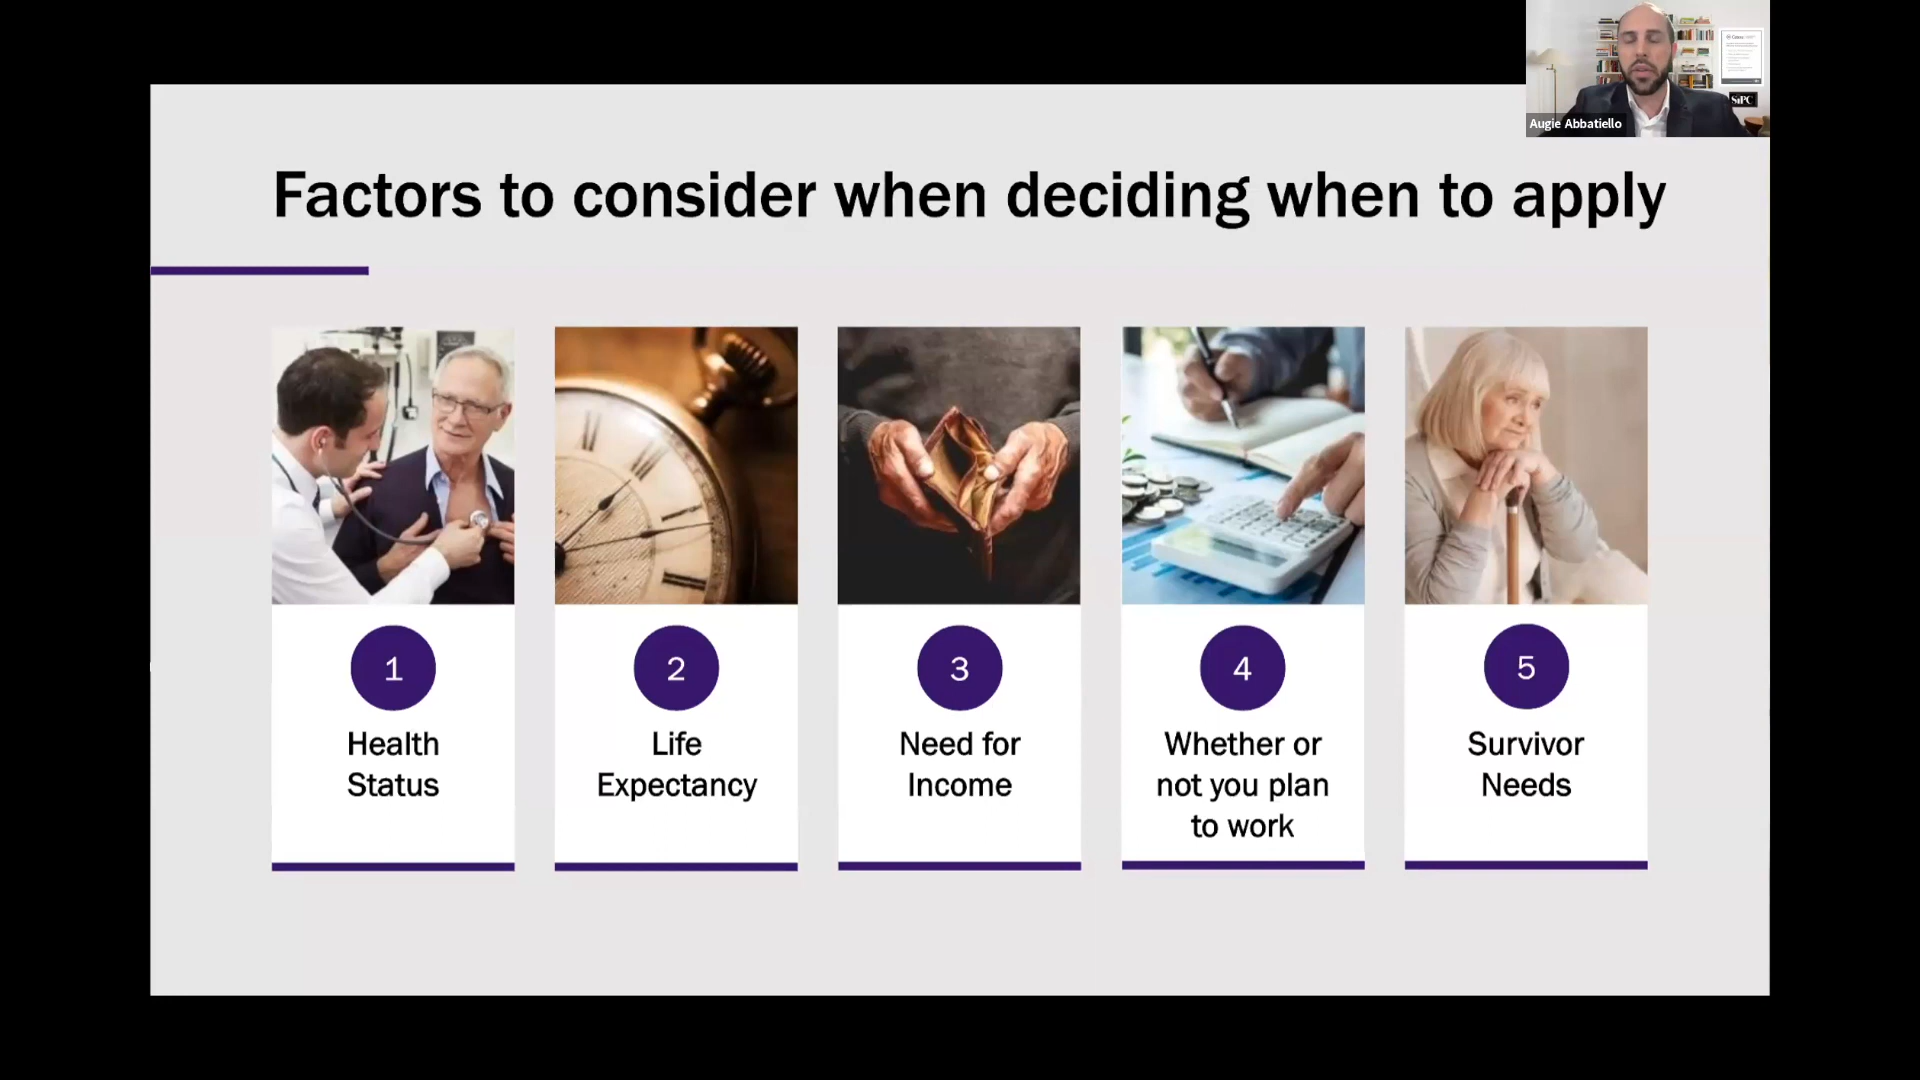 SIPC
Augie Abbatiello
Factors to consider when deciding when to apply
1
Health
Status
2
Life
Expectancy
3
Need for
Income
4
Whether or
not you plan
to work
5
Survivor
Needs